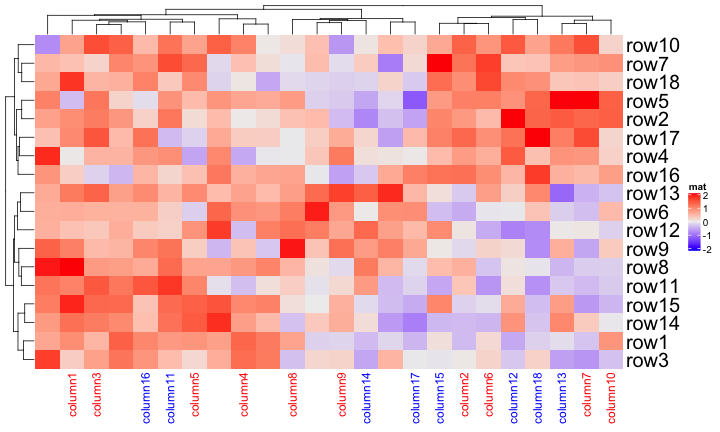 row10
row7
row18
row5
row2
row17
row4
row16
row13
row6
row12
row9
row8
row11
row15
row14
row1
row3
mat
2
1
0
-1
-2
column1
column3
column16
column11
column5
column4
column8
column9
column14
column17
column15
column2
column6
column12
column18
column13
column7
column10